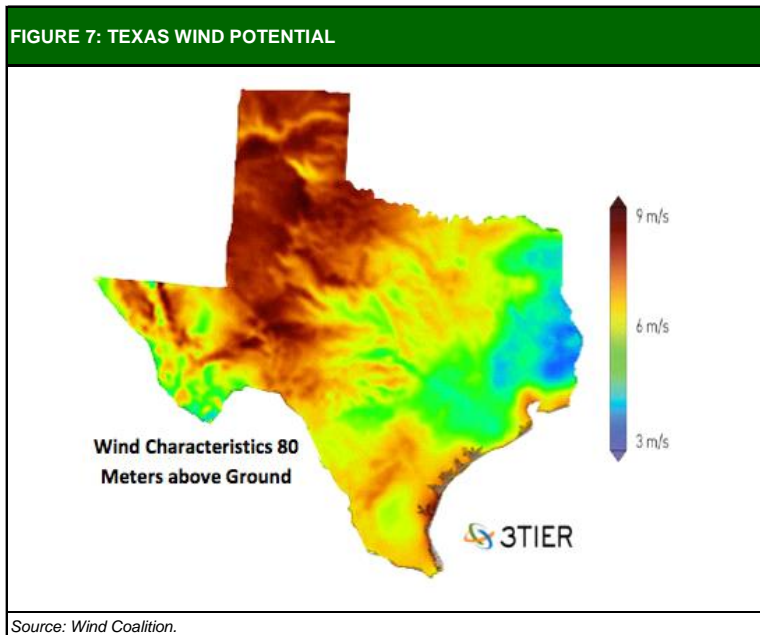 FIGURE 7: TEXAS WIND POTENTIAL
9 m/s
6 m/s
3 m/s
Wind Characteristics 80
Meters above Ground
3TIER
Source: Wind Coalition.